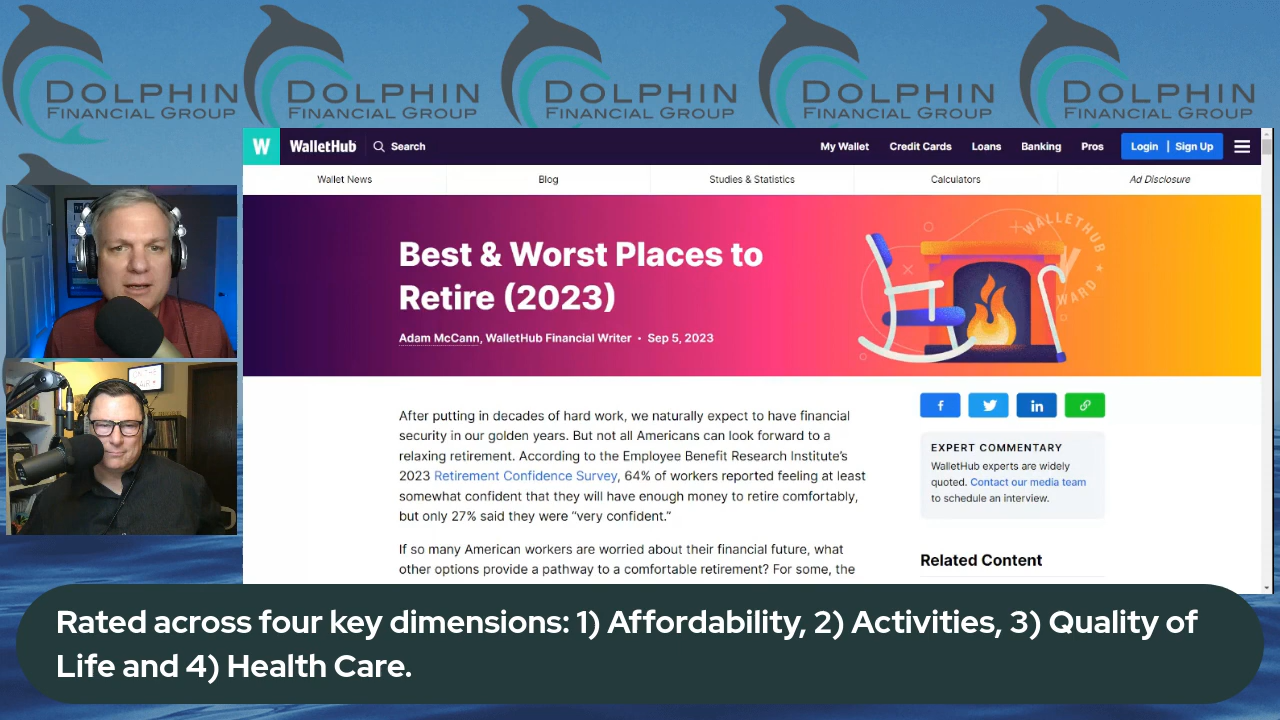 DOLPHIN DOLPHIN DOLPHIN DOLPHIN DOLPHIN
FINANCIAL GROUP FINANCIAL GROUP FINANCIAL GROUP FINANCIAL GROUP FINANCIAL GROUP
W WalletHub Search My Wallet Credit Cards Loans Banking Pros Login | Sign Up
Wallet News Blog Studies & Statistics Calculators Ad Disclosure
WALLETHUB
W
WARD
Best & Worst Places to
Retire (2023)
Adam McCann, WalletHub Financial Writer • Sep 5, 2023
After putting in decades of hard work, we naturally expect to have financial
security in our golden years. But not all Americans can look forward to a
relaxing retirement. According to the Employee Benefit Research Institute's
2023 Retirement Confidence Survey, 64% of workers reported feeling at least
somewhat confident that they will have enough money to retire comfortably,
but only 27% said they were “very confident.”
If so many American workers are worried about their financial future, what
other options provide a pathway to a comfortable retirement? For some, the
f in
EXPERT COMMENTARY
WalletHub experts are widely
quoted. Contact our media team
to schedule an interview.
Related Content
Rated across four key dimensions: 1) Affordability, 2) Activities, 3) Quality of
Life and 4) Health Care.